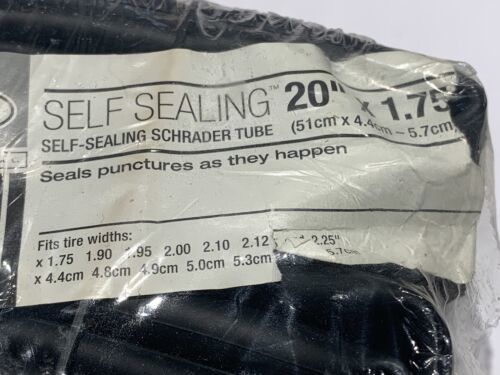 SELF SEALING™ 20" x 1.75
SELF-SEALING SCHRADER TUBE (51cm x 4.4cm – 5.7cm)
Seals punctures as they happen
Fits tire widths:
x 1.75 1.90 1.95 2.00 2.10 2.12 2.25"
x 4.4cm 4.8cm 4.9cm 5.0cm 5.3cm 5.7cm